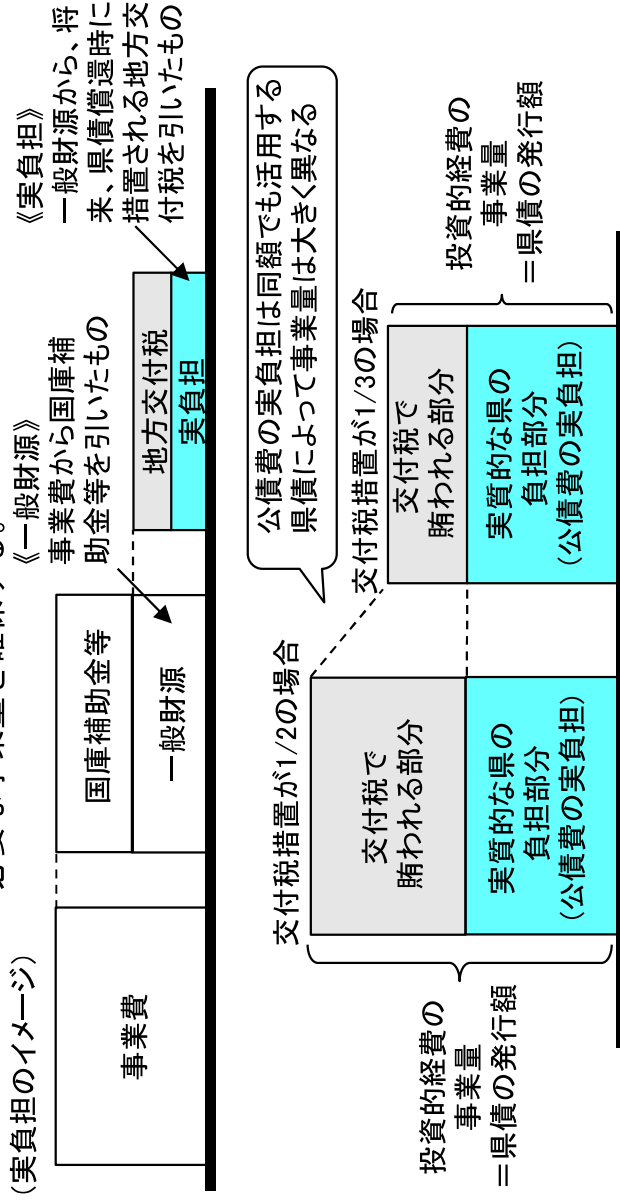 (実負担のイメージ)
事業費
国庫補助金等
一般財源
《一般財源》
事業費から国庫補
助金等を引いたもの
地方交付税
実負担
《実負担》
一般財源から、将
来、県債償還時に
措置される地方交
付税を引いたもの
公債費の実負担は同額でも活用する
県債によって事業量は大きく異なる
交付税措置が1/2の場合
投資的経費の
事業量
=県債の発行額
交付税で
賄われる部分
実質的な県の
負担部分
(公債費の実負担)
交付税措置が1/3の場合
交付税で
賄われる部分
実質的な県の
負担部分
(公債費の実負担)
投資的経費の
事業量
=県債の発行額